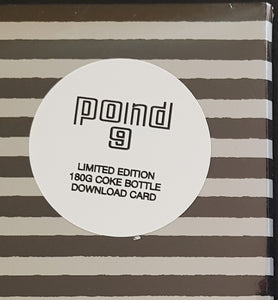 pond
9
LIMITED EDITION
180G COKE BOTTLE
DOWNLOAD CARD